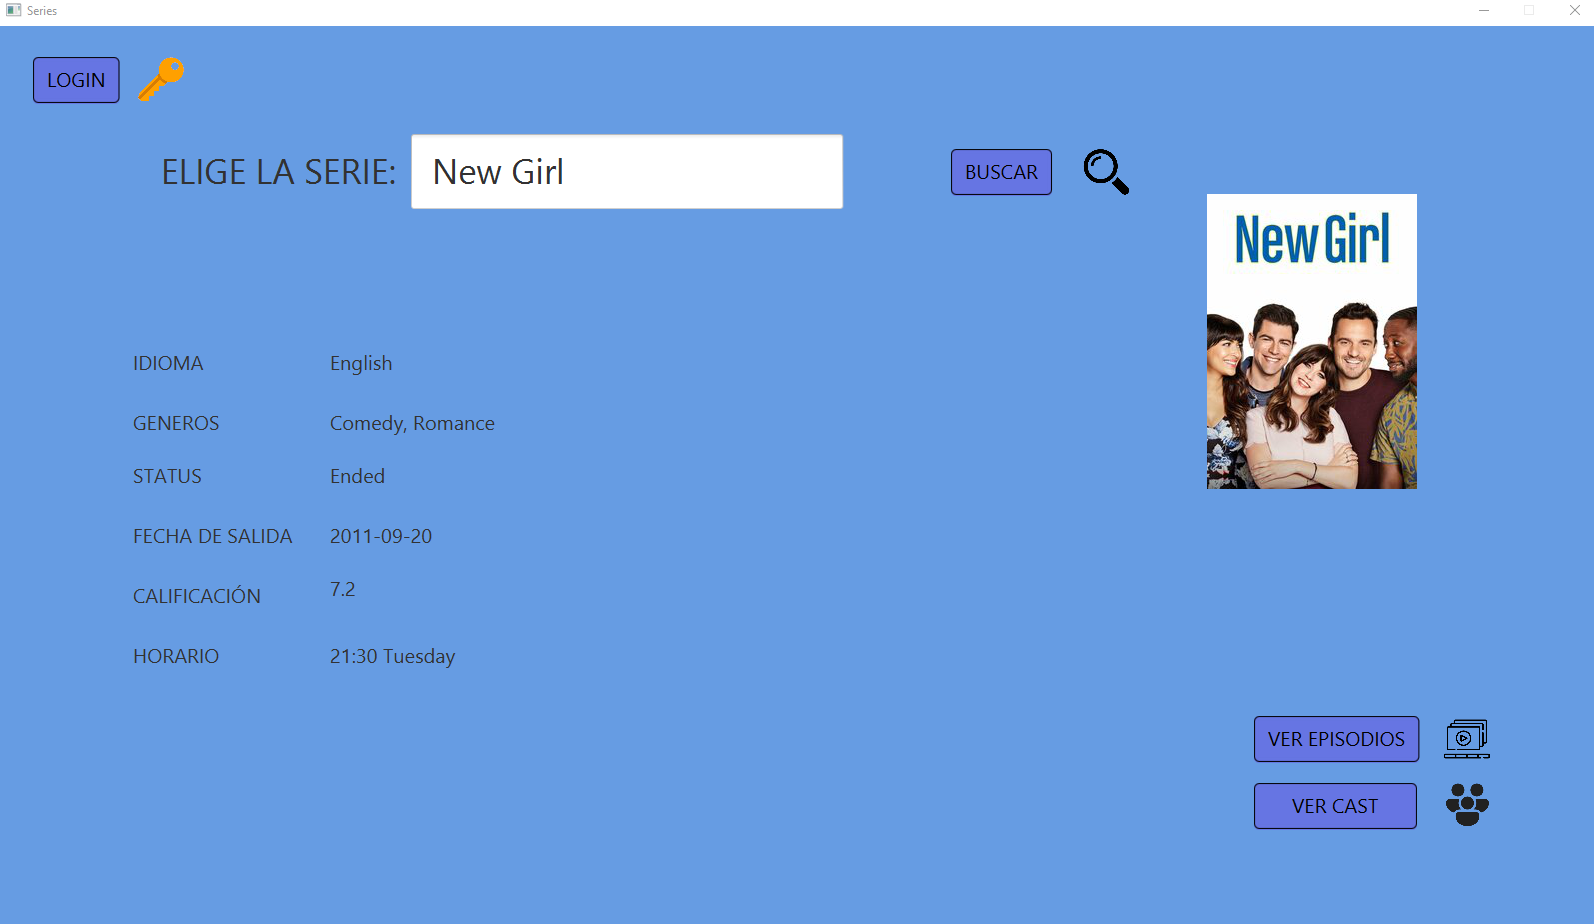 Series
LOGIN
ELIGE LA SERIE: New Girl
BUSCAR
New Girl
IDIOMA English
GENEROS Comedy, Romance
STATUS Ended
FECHA DE SALIDA 2011-09-20
CALIFICACIÓN 7.2
HORARIO 21:30 Tuesday
VER EPISODIOS
VER CAST